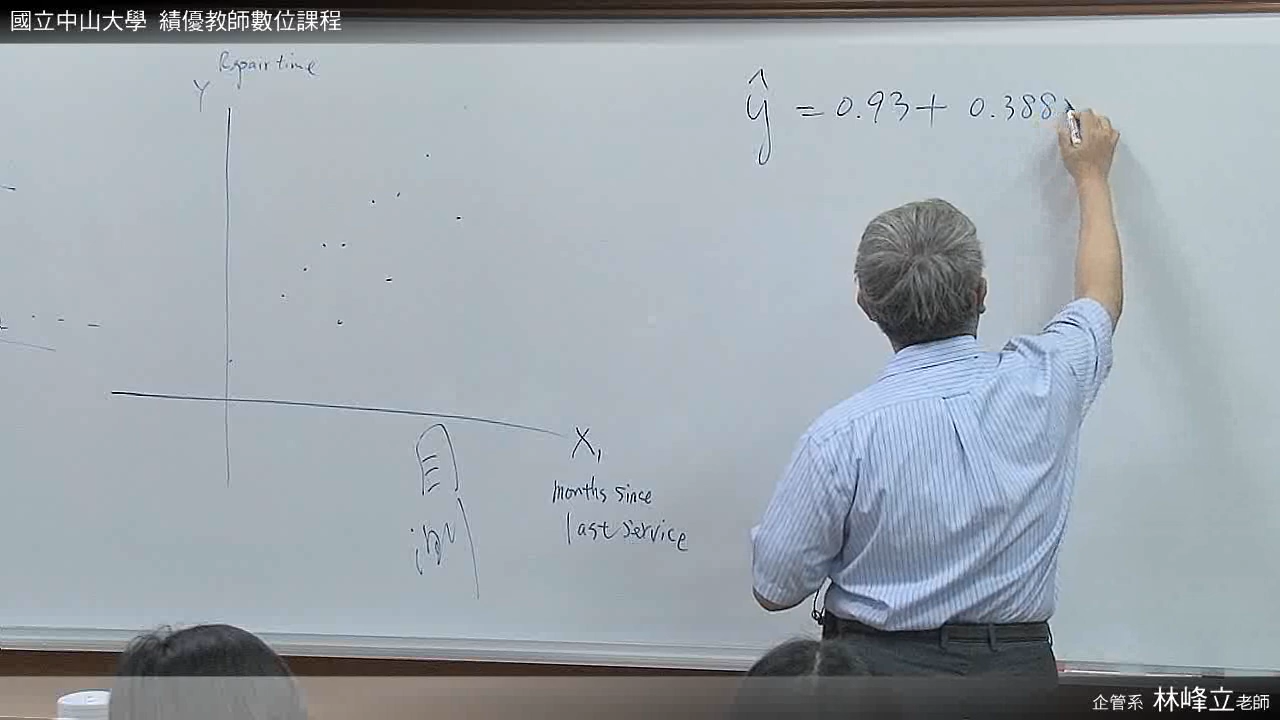 國立中山大學 績優教師數位課程
Repair time
Y
ŷ = 0.93 + 0.388
X₁
months since
last service
企管系 林峰立老師